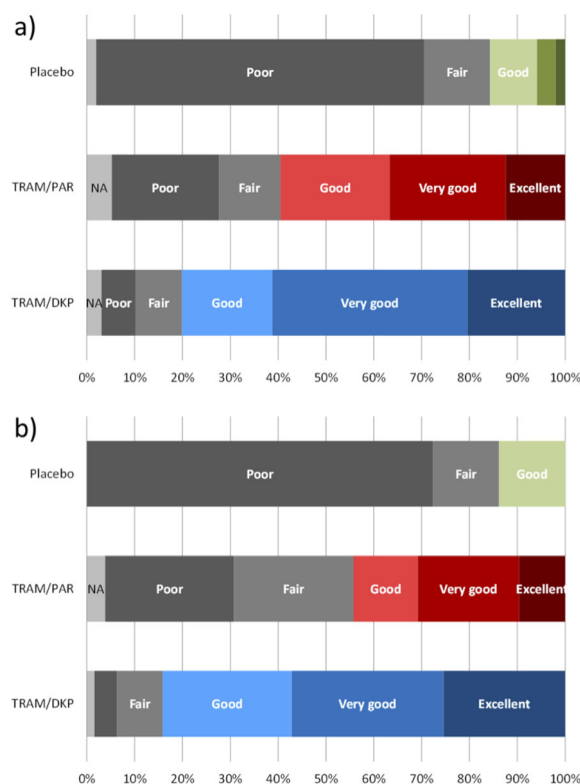 a)
Placebo
Poor Fair Good
TRAM/PAR
NA Poor Fair Good Very good Excellent
TRAM/DKP
NA Poor Fair Good Very good Excellent
0% 10% 20% 30% 40% 50% 60% 70% 80% 90% 100%
b)
Placebo
Poor Fair Good
TRAM/PAR
NA Poor Fair Good Very good Excellent
TRAM/DKP
Fair Good Very good Excellent
0% 10% 20% 30% 40% 50% 60% 70% 80% 90% 100%